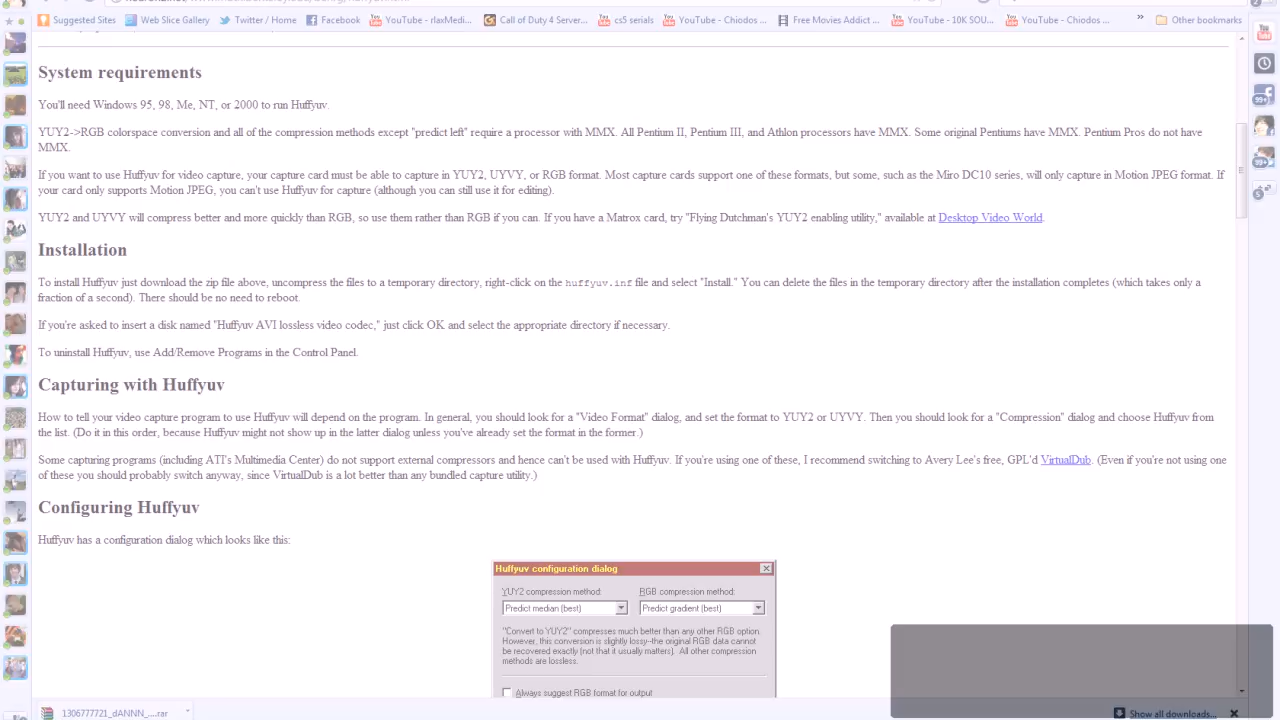 Suggested Sites
Web Slice Gallery
Twitter / Home
Facebook
YouTube - rlaxMedi...
Call of Duty 4 Server...
cs5 serials
YouTube - Chiodos ...
Free Movies Addict ...
YouTube - 10K SOU...
YouTube - Chiodos ...
»
Other bookmarks
System requirements
You'll need Windows 95, 98, Me, NT, or 2000 to run Huffyuv.
YUY2->RGB colorspace conversion and all of the compression methods except "predict left" require a processor with MMX. All Pentium II, Pentium III, and Athlon processors have MMX. Some original Pentiums have MMX. Pentium Pros do not have
MMX.
If you want to use Huffyuv for video capture, your capture card must be able to capture in YUY2, UYVY, or RGB format. Most capture cards support one of these formats, but some, such as the Miro DC10 series, will only capture in Motion JPEG format. If
your card only supports Motion JPEG, you can't use Huffyuv for capture (although you can still use it for editing).
YUY2 and UYVY will compress better and more quickly than RGB, so use them rather than RGB if you can. If you have a Matrox card, try "Flying Dutchman's YUY2 enabling utility," available at Desktop Video World.
Installation
To install Huffyuv just download the zip file above, uncompress the files to a temporary directory, right-click on the huffyuv.inf file and select "Install." You can delete the files in the temporary directory after the installation completes (which takes only a
fraction of a second). There should be no need to reboot.
If you're asked to insert a disk named "Huffyuv AVI lossless video codec," just click OK and select the appropriate directory if necessary.
To uninstall Huffyuv, use Add/Remove Programs in the Control Panel.
Capturing with Huffyuv
How to tell your video capture program to use Huffyuv will depend on the program. In general, you should look for a "Video Format" dialog, and set the format to YUY2 or UYVY. Then you should look for a "Compression" dialog and choose Huffyuv from
the list. (Do it in this order, because Huffyuv might not show up in the latter dialog unless you've already set the format in the former.)
Some capturing programs (including ATI's Multimedia Center) do not support external compressors and hence can't be used with Huffyuv. If you're using one of these, I recommend switching to Avery Lee's free, GPL'd VirtualDub. (Even if you're not using one
of these you should probably switch anyway, since VirtualDub is a lot better than any bundled capture utility.)
Configuring Huffyuv
Huffyuv has a configuration dialog which looks like this:
Huffyuv configuration dialog
YUY2 compression method:
RGB compression method:
Predict median (best)
Predict gradient (best)
"Convert to YUY2" compresses much better than any other RGB option.
However, this conversion is slightly lossy--the original RGB data cannot
be recovered exactly (not that it usually matters). All other compression
methods are lossless.
Always suggest RGB format for output
99+
99+
5
1306777721_dANNN_....rar
Show all downloads...